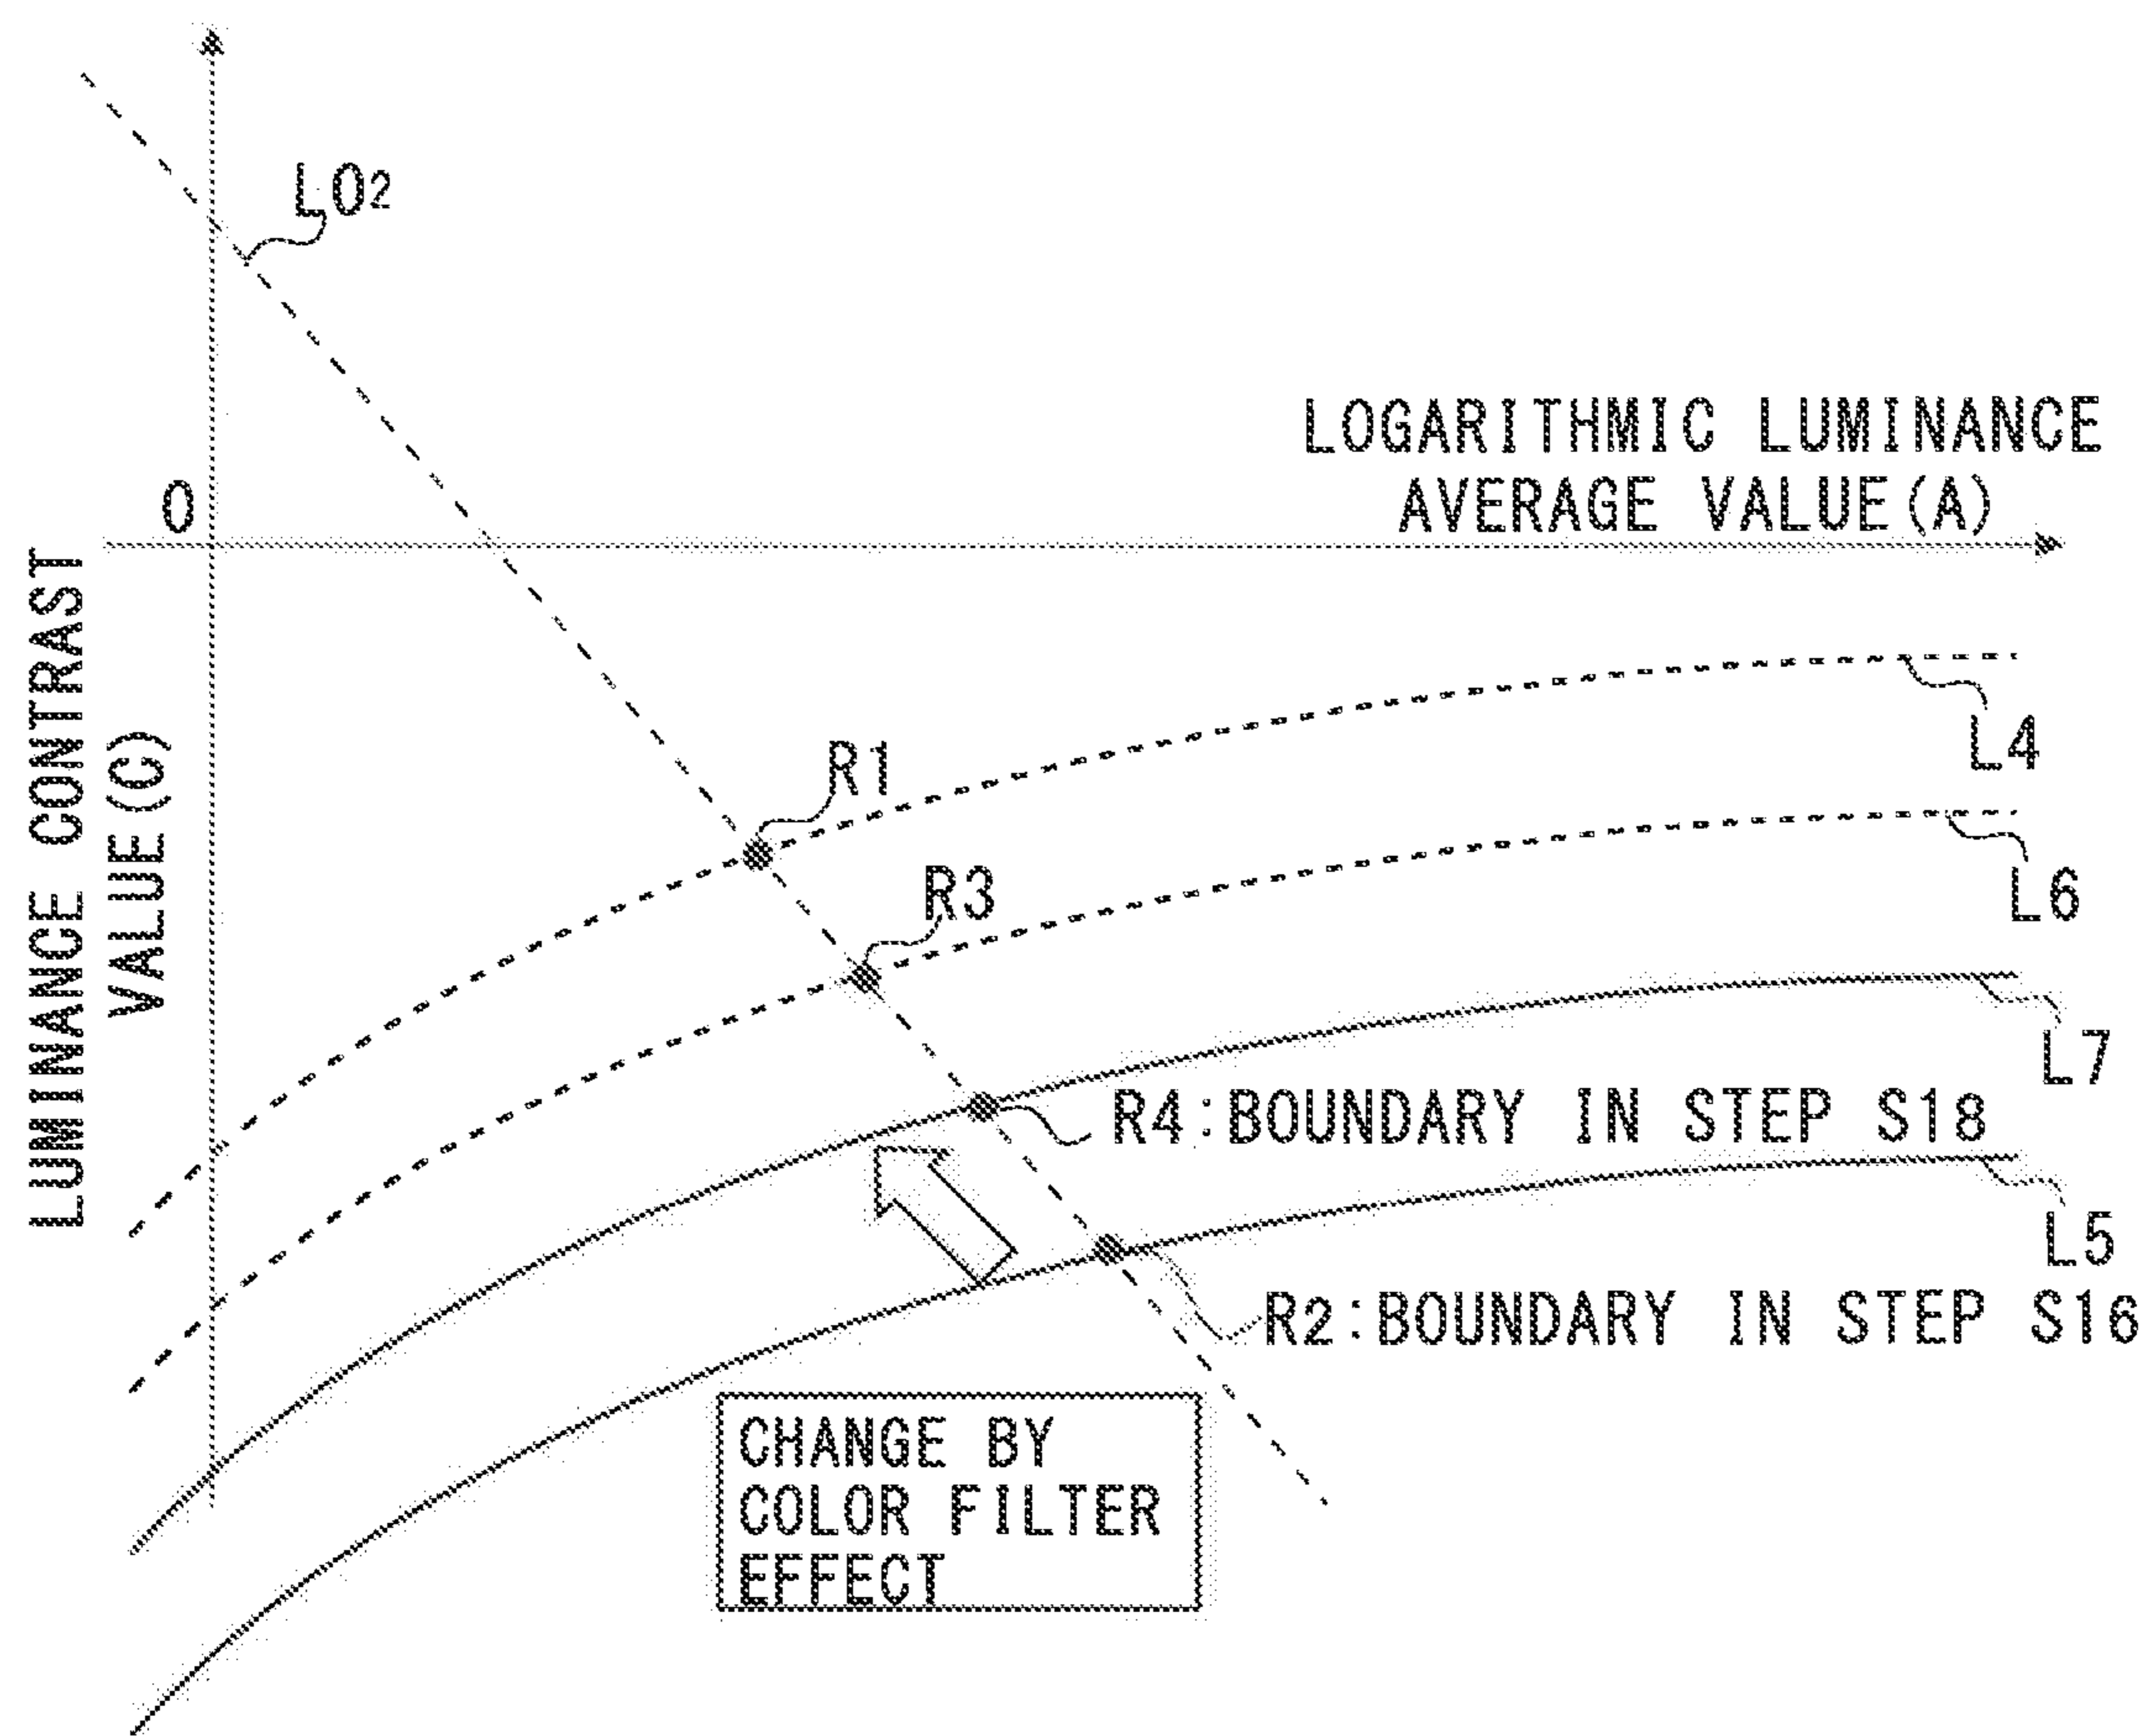 LO2
LOGARITHMIC LUMINANCE
AVERAGE VALUE(A)
0
LUMINANCE CONTRAST
VALUE(C)
R1
L4
R3
L6
L7
R4:BOUNDARY IN STEP S18
L5
R2:BOUNDARY IN STEP S16
CHANGE BY
COLOR FILTER
EFFECT